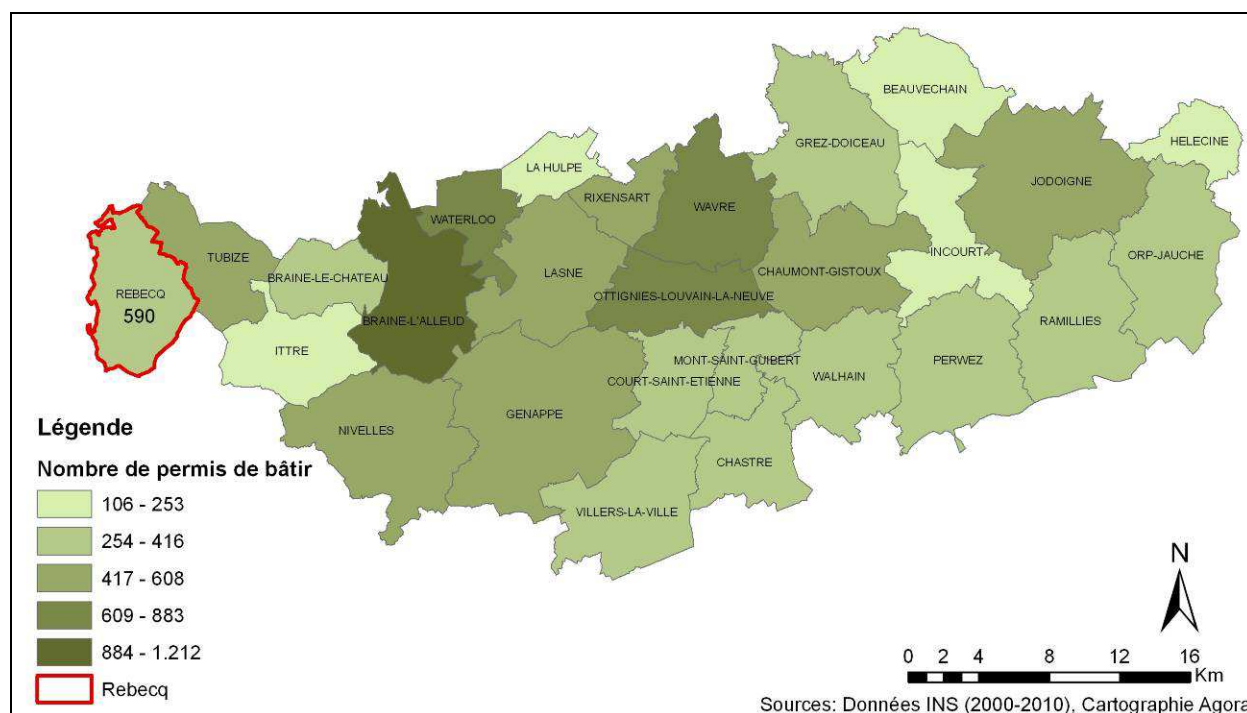 BEAUVECHAIN
HELECINE
GREZ-DOICEAU
LA HULPE
JODOIGNE
RIXENSART
WAVRE
WATERLOO
TUBIZE
BRAINE-LE-CHATEAU
LASNE
CHAUMONT-GISTOUX
INCOURT
ORP-JAUCHE
REBECQ
590
OTTIGNIES-LOUVAIN-LA-NEUVE
BRAINE-L'ALLEUD
RAMILLIES
ITTRE
MONT-SAINT-GUIBERT
PERWEZ
WALHAIN
COURT-SAINT-ETIENNE
GENAPPE
NIVELLES
CHASTRE
VILLERS-LA-VILLE
Légende
Nombre de permis de bâtir
106 - 253
254 - 416
417 - 608
609 - 883
884 - 1.212
Rebecq
N
0 2 4 8 12 16
Km
Sources: Données INS (2000-2010), Cartographie Agora